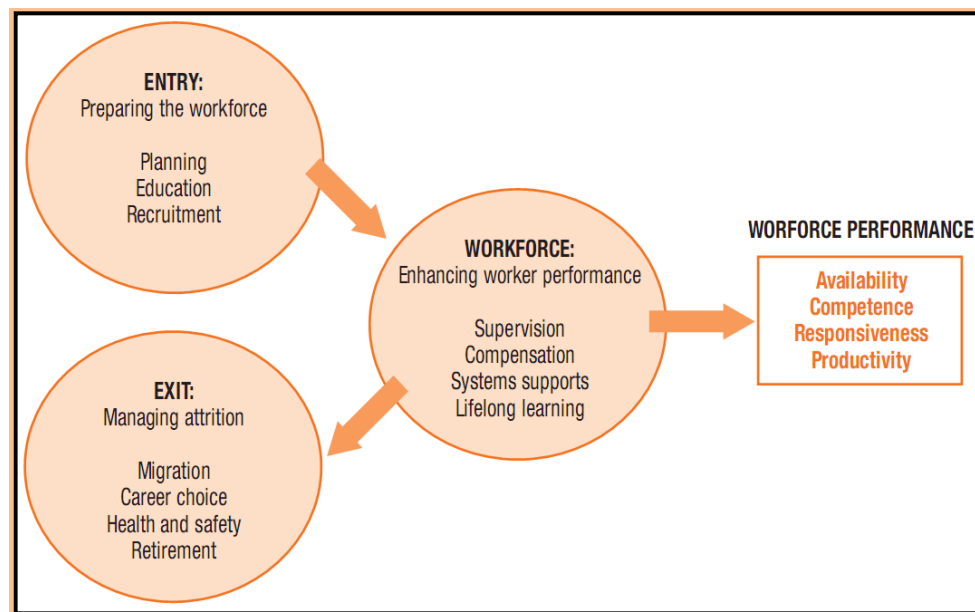 ENTRY:
Preparing the workforce
Planning
Education
Recruitment
WORKFORCE:
Enhancing worker performance
Supervision
Compensation
Systems supports
Lifelong learning
WORFORCE PERFORMANCE
Availability
Competence
Responsiveness
Productivity
EXIT:
Managing attrition
Migration
Career choice
Health and safety
Retirement